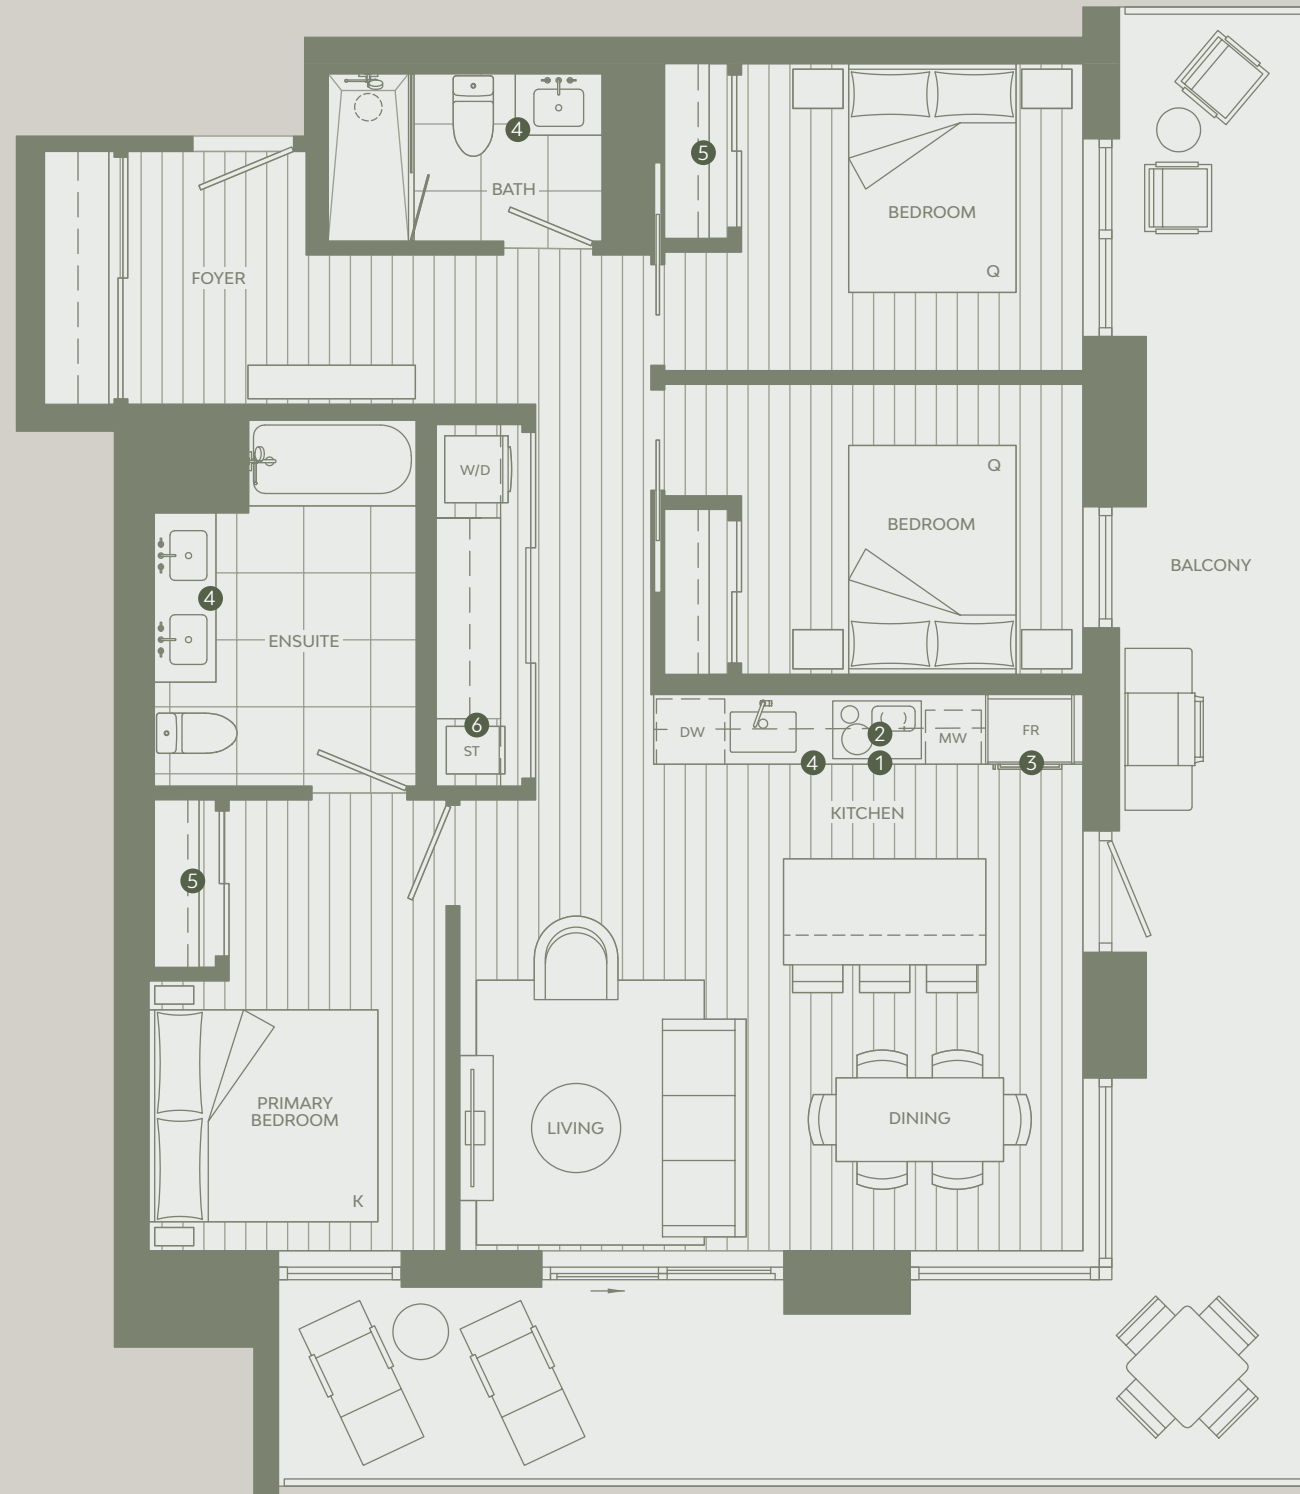 4
5
BATH
BEDROOM
FOYER
Q
Q
W/D
BEDROOM
BALCONY
4
ENSUITE
6
ST
DW
2
MW
FR
4
1
3
KITCHEN
5
PRIMARY
BEDROOM
LIVING
DINING
K